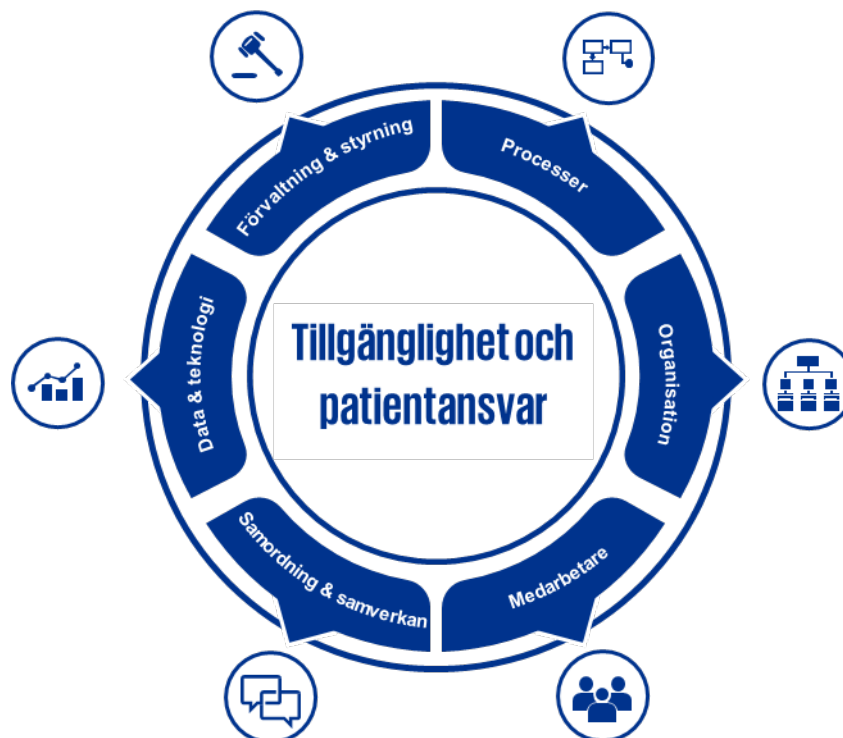 Förvaltning & styrning
Processer
Organisation
Medarbetare
Samordning & samverkan
Data & teknologi
Tillgänglighet och
patientansvar